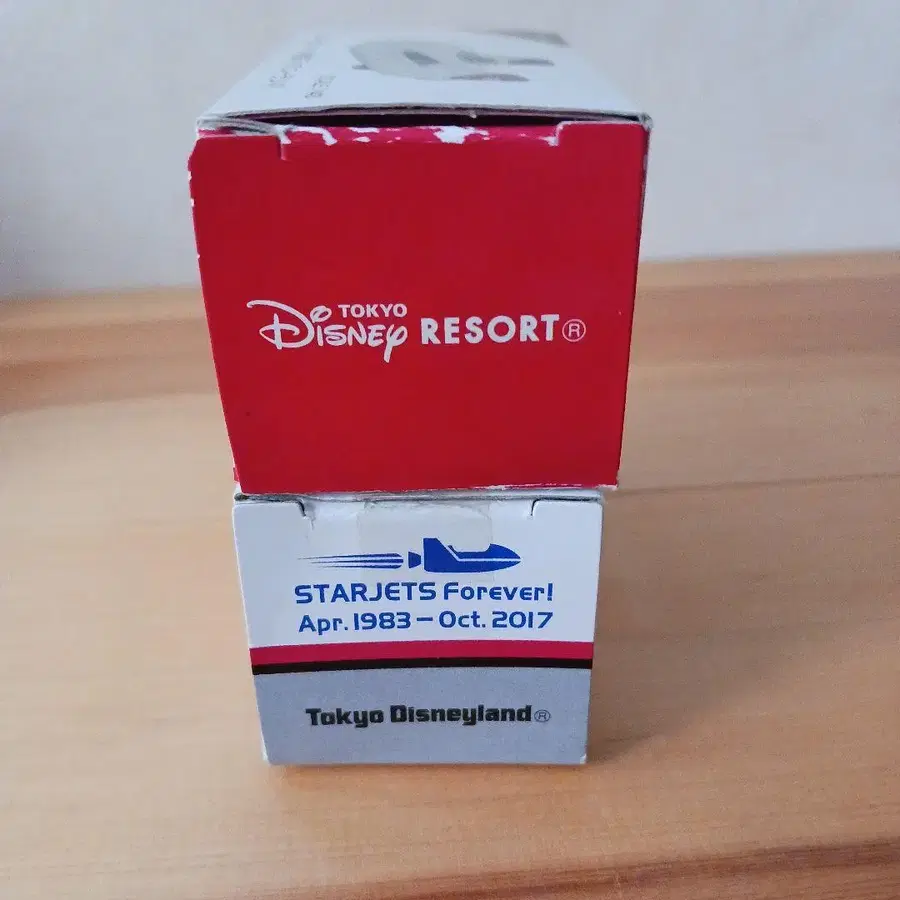 TOKYO
Disney RESORT®
STARJETS Forever!
Apr. 1983 – Oct. 2017
Tokyo Disneyland®